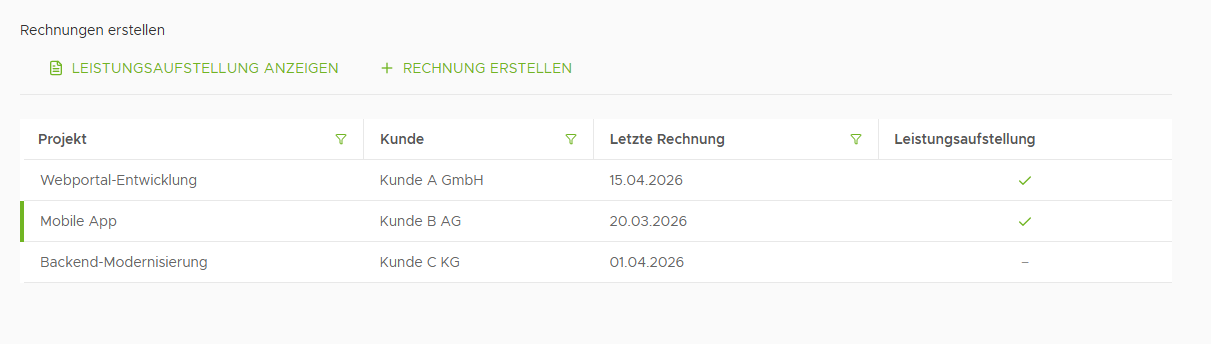 Rechnungen erstellen
LEISTUNGSAUFSTELLUNG ANZEIGEN + RECHNUNG ERSTELLEN
Projekt Kunde Letzte Rechnung Leistungsaufstellung
Webportal-Entwicklung Kunde A GmbH 15.04.2026 ✓
Mobile App Kunde B AG 20.03.2026 ✓
Backend-Modernisierung Kunde C KG 01.04.2026 –